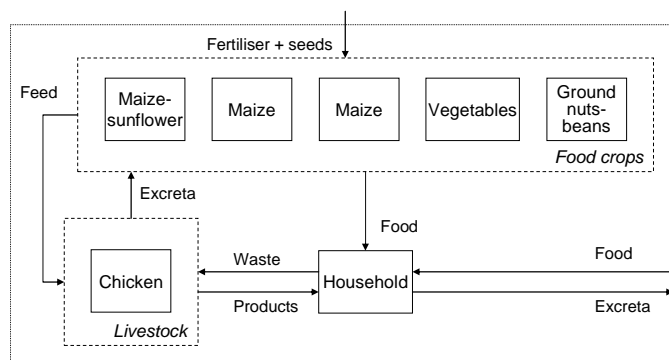 Fertiliser + seeds
Feed
Maize-
sunflower
Maize
Maize
Vegetables
Ground
nuts-
beans
Food crops
Excreta
Food
Waste
Food
Chicken
Household
Products
Excreta
Livestock